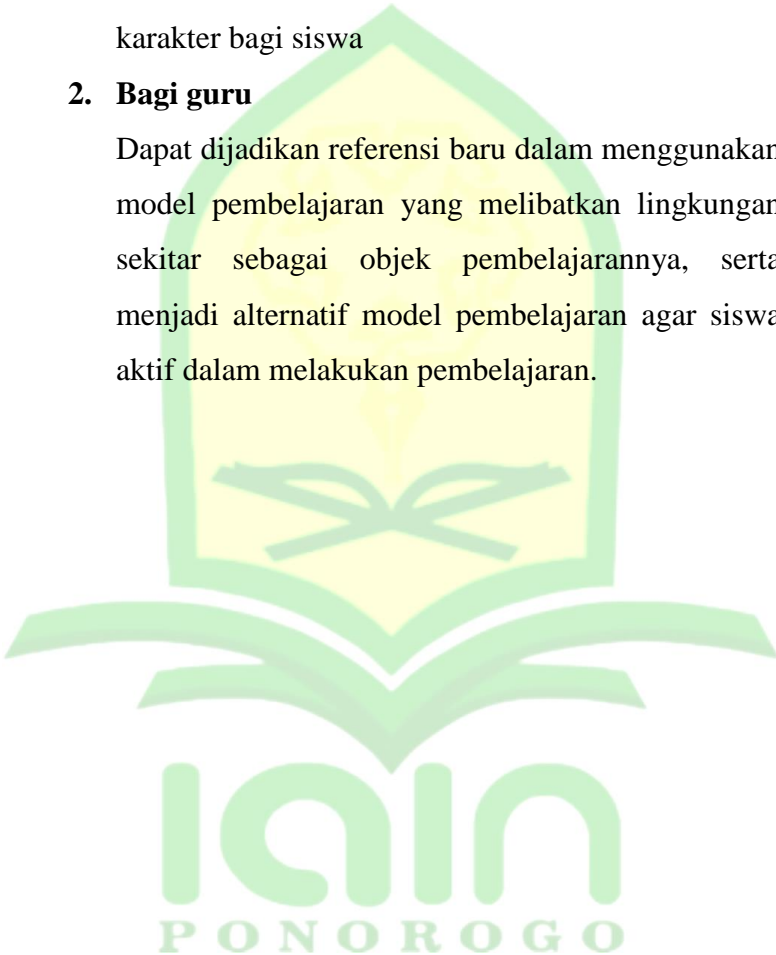 karakter bagi siswa
2. Bagi guru
Dapat dijadikan referensi baru dalam menggunakan
model pembelajaran yang melibatkan lingkungan
sekitar sebagai objek pembelajarannya, serta
menjadi alternatif model pembelajaran agar siswa
aktif dalam melakukan pembelajaran.
iain
PONOROGO